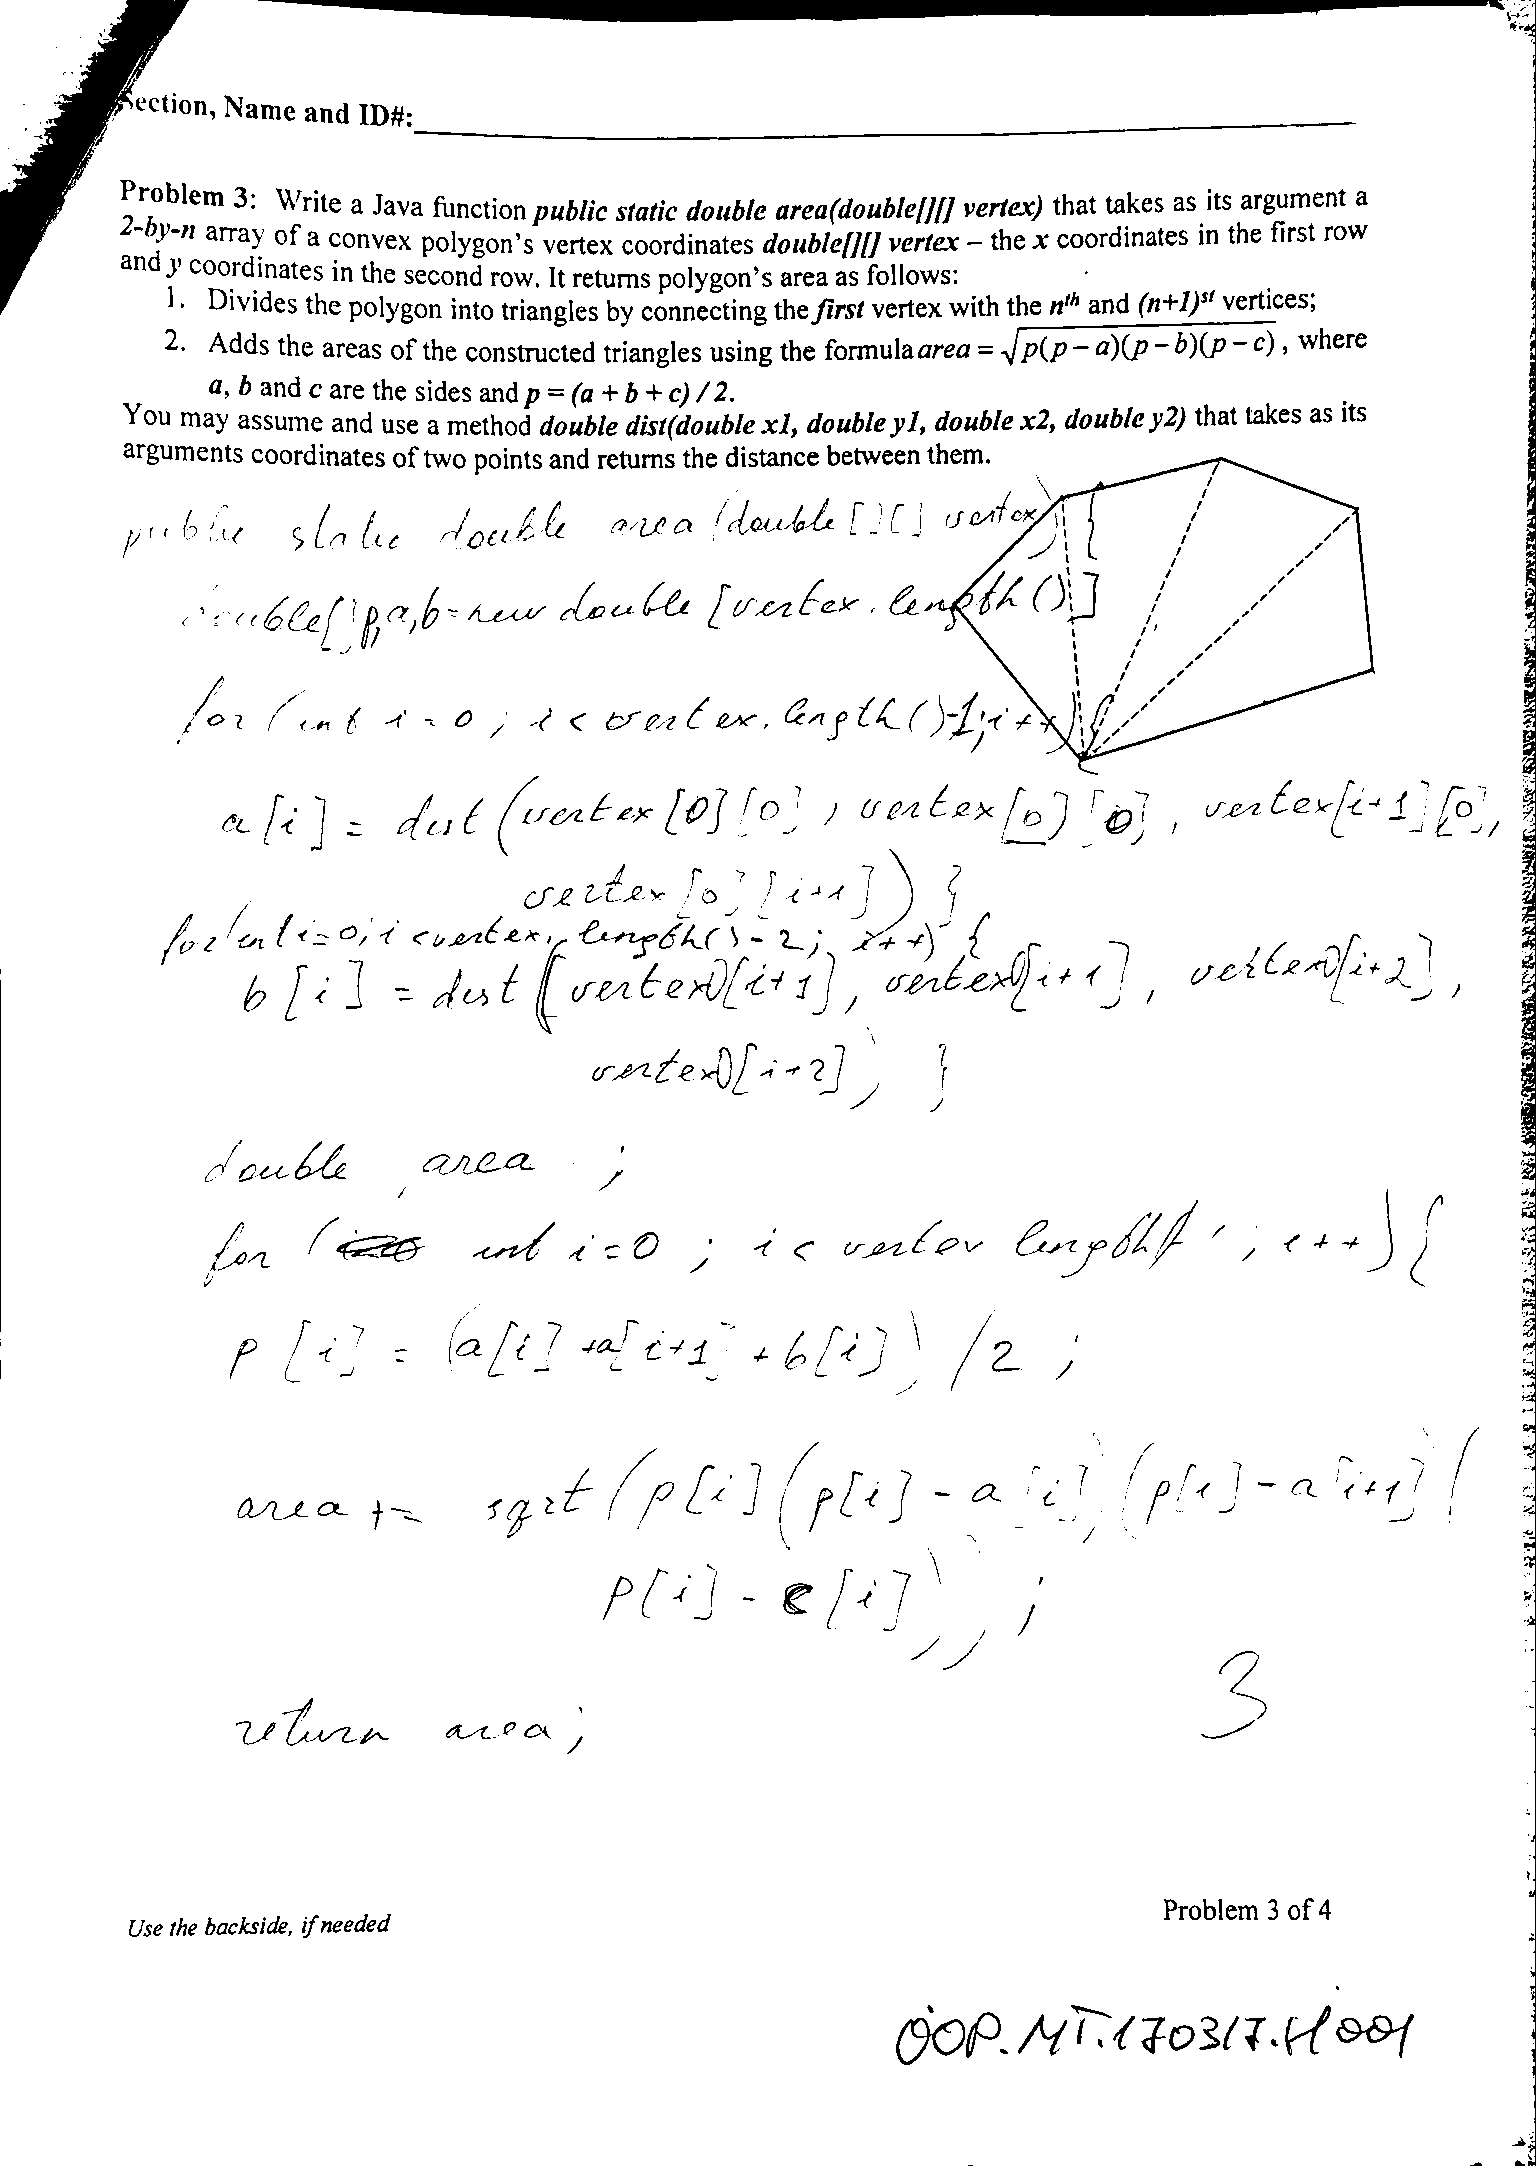 Section, Name and ID#:
Problem 3: Write a Java function public static double area(double[][] vertex) that takes as its argument a
2-by-n array of a convex polygon's vertex coordinates double[][] vertex – the x coordinates in the first row
and y coordinates in the second row. It returns polygon's area as follows:
1. Divides the polygon into triangles by connecting the first vertex with the nth and (n+1)st vertices;
2. Adds the areas of the constructed triangles using the formula area = √p(p – a)(p – b)(p – c), where
a, b and c are the sides and p = (a + b + c) / 2.
You may assume and use a method double dist(double x1, double y1, double x2, double y2) that takes as its
arguments coordinates of two points and returns the distance between them.
public static double area (double [][] vertex) {
double[] p,a,b=new double [vertex.length()]
for (int i=0; i < vertex.length()-1; i++) {
a[i] = dist (vertex [0][0], vertex [0][0], vertex[i+1][0],
vertex [0][i+1]) }
for int i=0; i < vertex. length()-2; i++) {
b[i] = dist (vertex0[i+1], vertex0[i+1], vertex0[i+2],
vertex0[i+2]) }
double area ;
for ( int i=0 ; i < vertex length ; i++) {
p[i] = (a[i] +a[i+1] + b[i]) /2 ;
area += sqrt (p[i] (p[i] - a[i]) (p[i] - a[i+1]) (
p[i] - c[i])) ;
return area;
3
Use the backside, if needed
Problem 3 of 4
OOP.MT.170317.H001